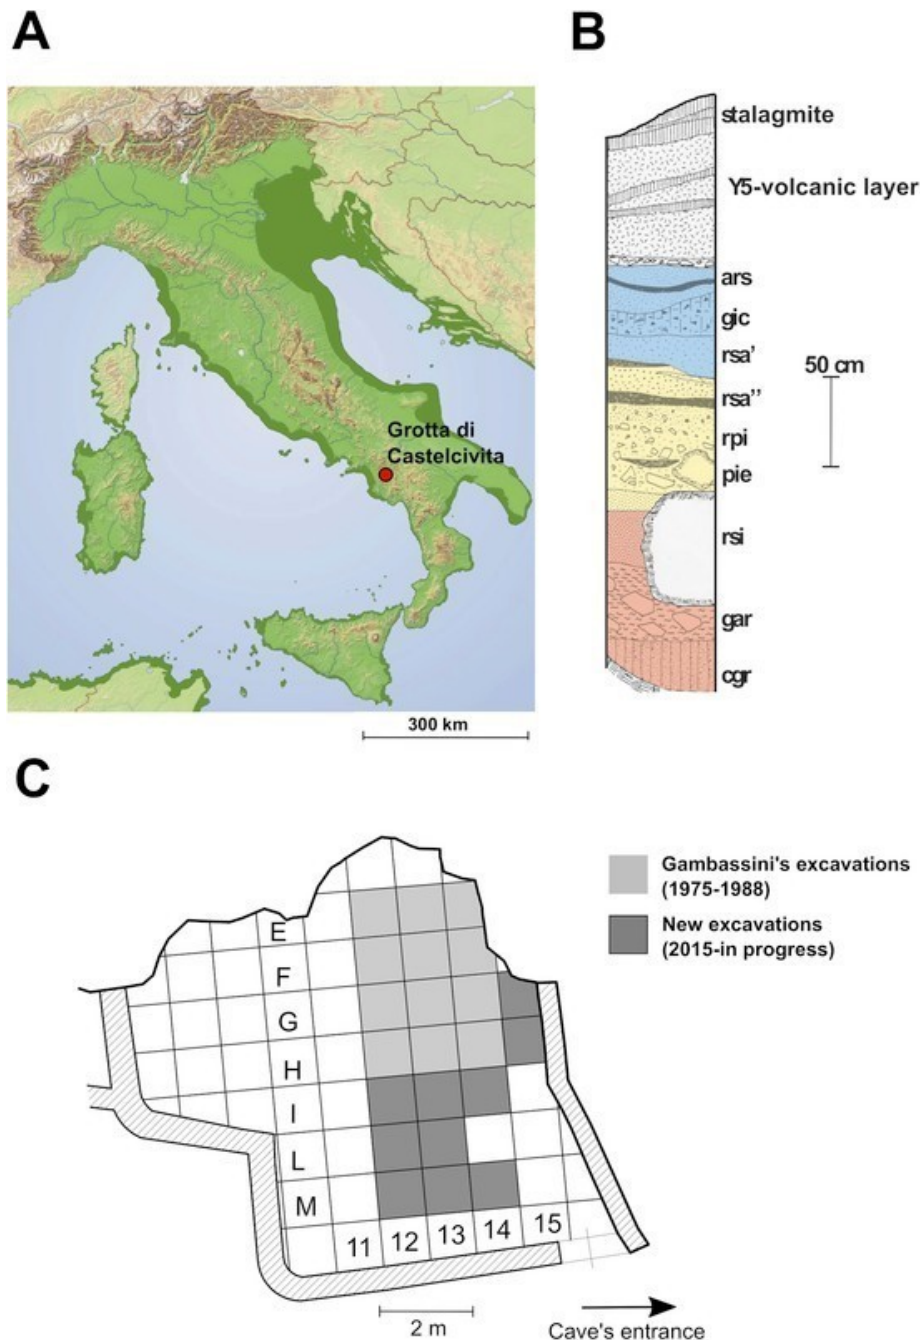 A
B
Grotta di
Castelcivita
300 km
stalagmite
Y5-volcanic layer
ars
gic
rsa’
50 cm
rsa’’
rpi
pie
rsi
gar
cgr
C
E
F
G
H
I
L
M
11 12 13 14 15
2 m
Gambassini's excavations
(1975-1988)
New excavations
(2015-in progress)
Cave's entrance